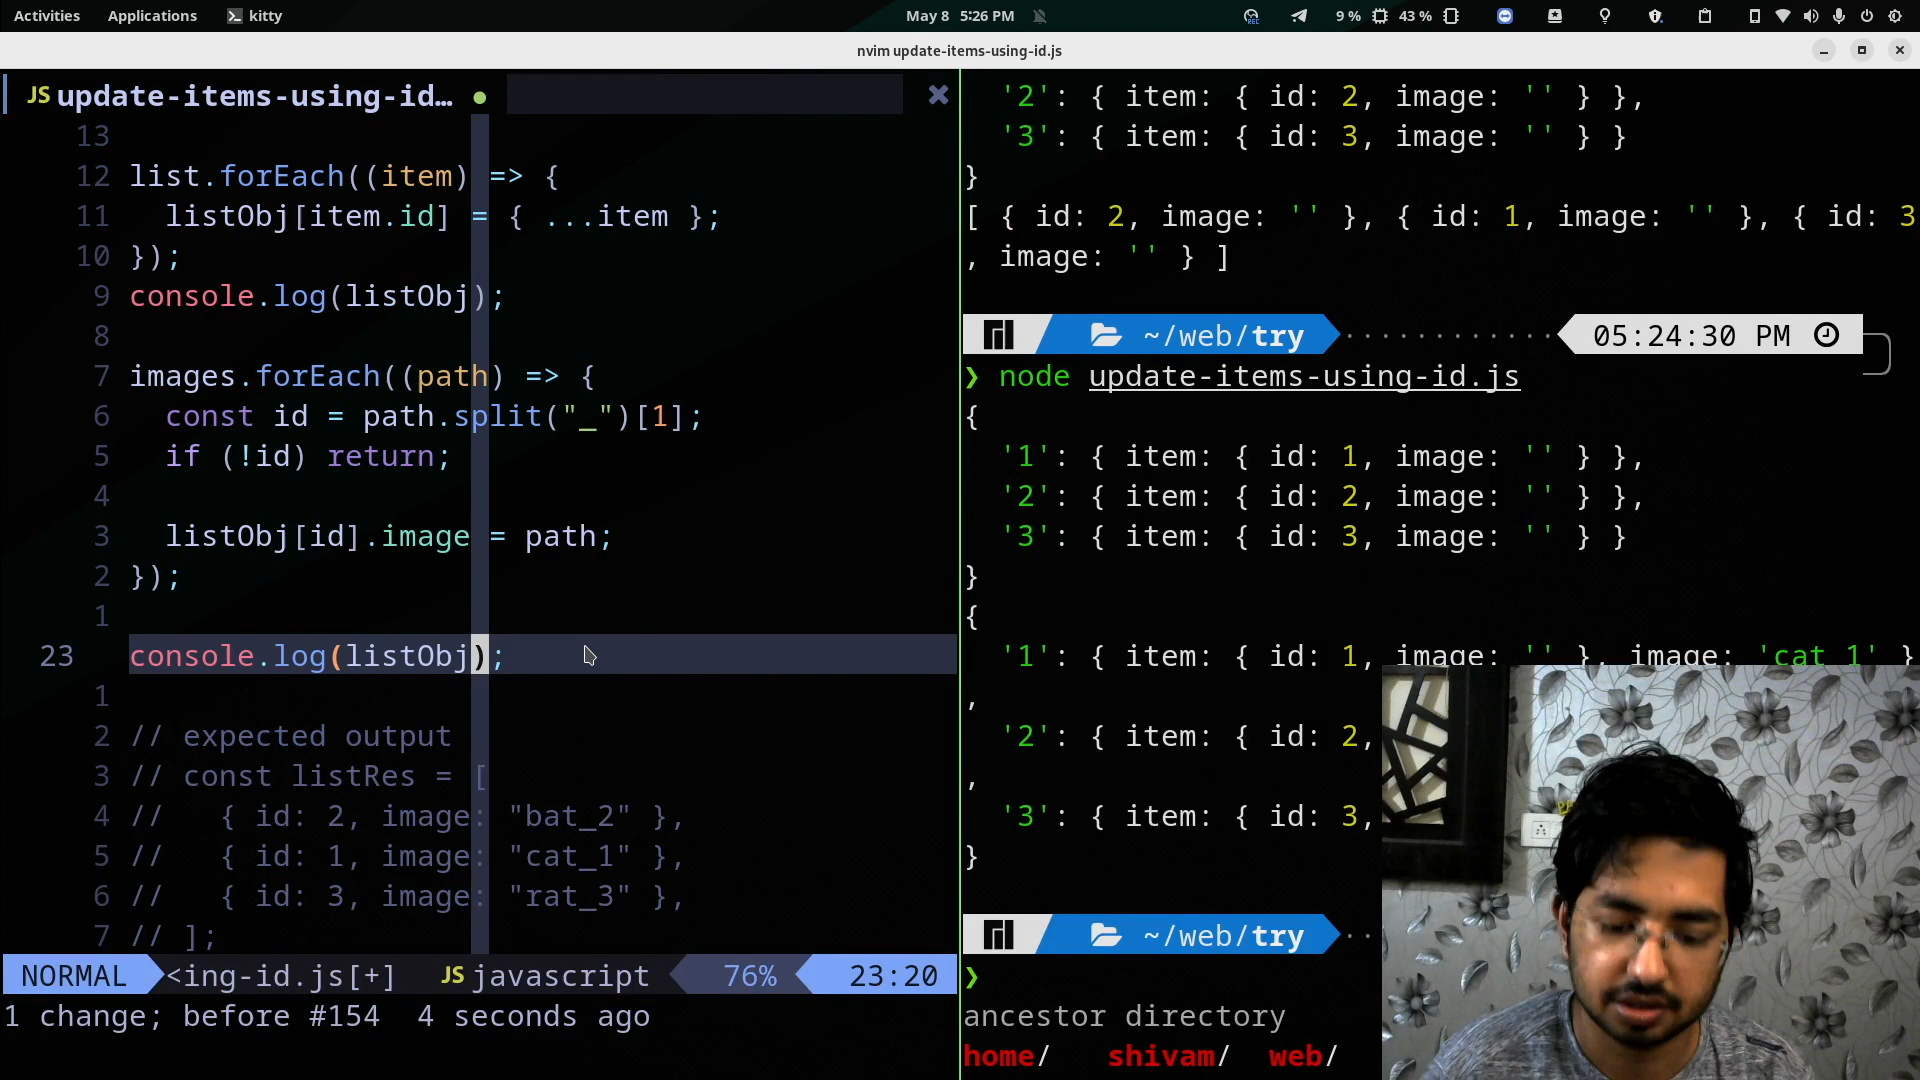 Activities
Applications
kitty
May 8 5:26 PM
9 %
43 %
nvim update-items-using-id.js
JS update-items-using-id…
13
12 list.forEach((item) => {
11 listObj[item.id] = { ...item };
10 });
9 console.log(listObj);
8
7 images.forEach((path) => {
6 const id = path.split("_")[1];
5 if (!id) return;
4
3 listObj[id].image = path;
2 });
1
23 console.log(listObj);
1
2 // expected output
3 // const listRes = [
4 // { id: 2, image: "bat_2" },
5 // { id: 1, image: "cat_1" },
6 // { id: 3, image: "rat_3" },
7 // ];
NORMAL <ing-id.js[+] JS javascript 76% 23:20
1 change; before #154 4 seconds ago
'2': { item: { id: 2, image: '' } },
'3': { item: { id: 3, image: '' } }
}
[ { id: 2, image: '' }, { id: 1, image: '' }, { id: 3
, image: '' } ]
~/web/try 05:24:30 PM
❯ node update-items-using-id.js
{
'1': { item: { id: 1, image: '' } },
'2': { item: { id: 2, image: '' } },
'3': { item: { id: 3, image: '' } }
}
{
'1': { item: { id: 1, image: '' }, image: 'cat_1' }
,
'2': { item: { id: 2,
,
'3': { item: { id: 3,
}
~/web/try
❯
ancestor directory
home/ shivam/ web/